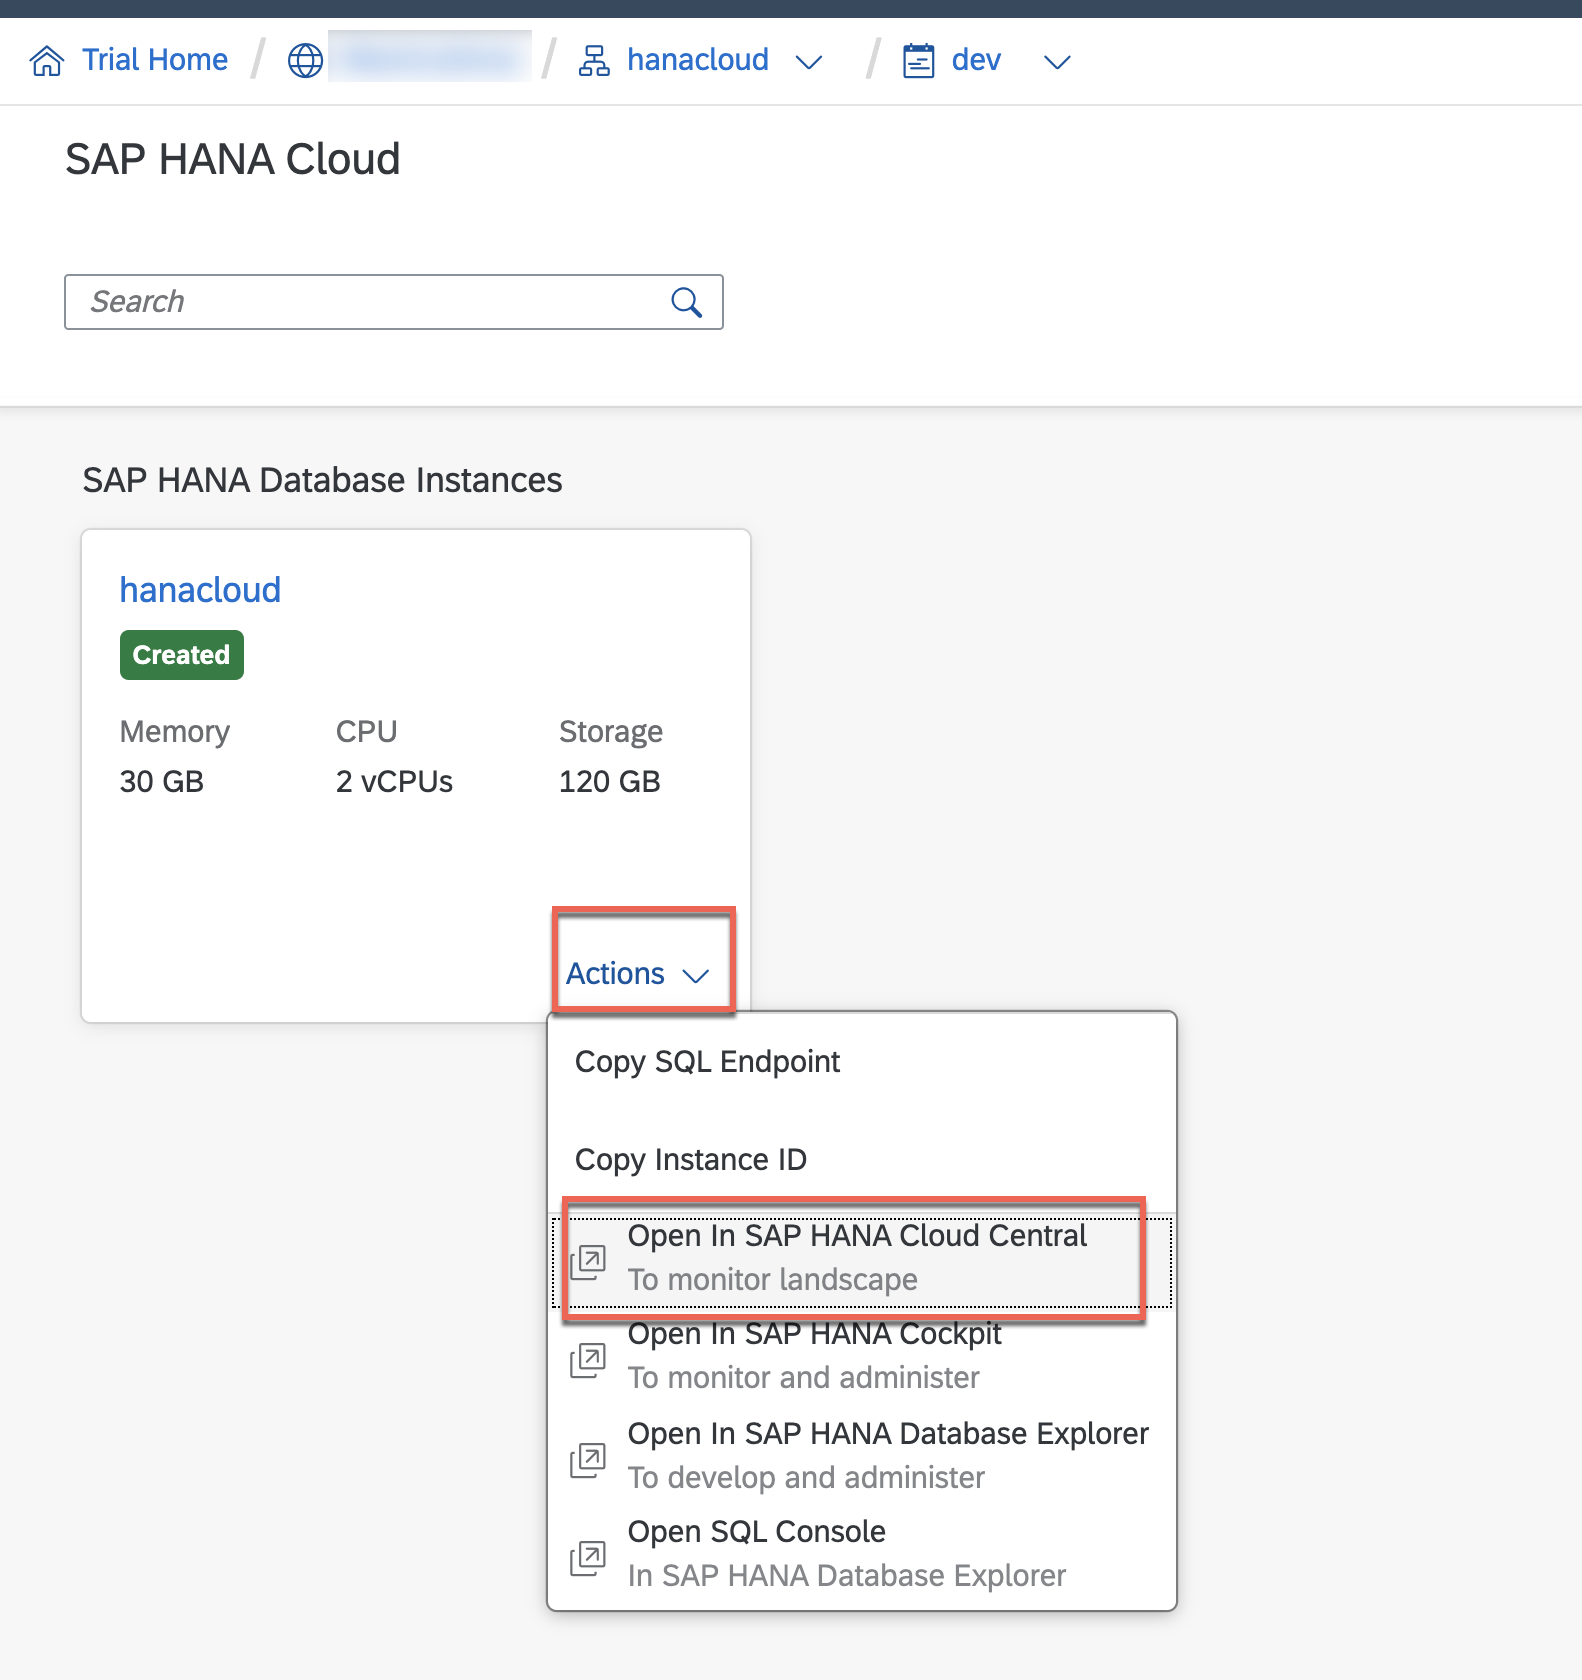 Trial Home / / hanacloud / dev
SAP HANA Cloud
Search
SAP HANA Database Instances
hanacloud
Created
Memory CPU Storage
30 GB 2 vCPUs 120 GB
Actions
Copy SQL Endpoint
Copy Instance ID
Open In SAP HANA Cloud Central
To monitor landscape
Open In SAP HANA Cockpit
To monitor and administer
Open In SAP HANA Database Explorer
To develop and administer
Open SQL Console
In SAP HANA Database Explorer